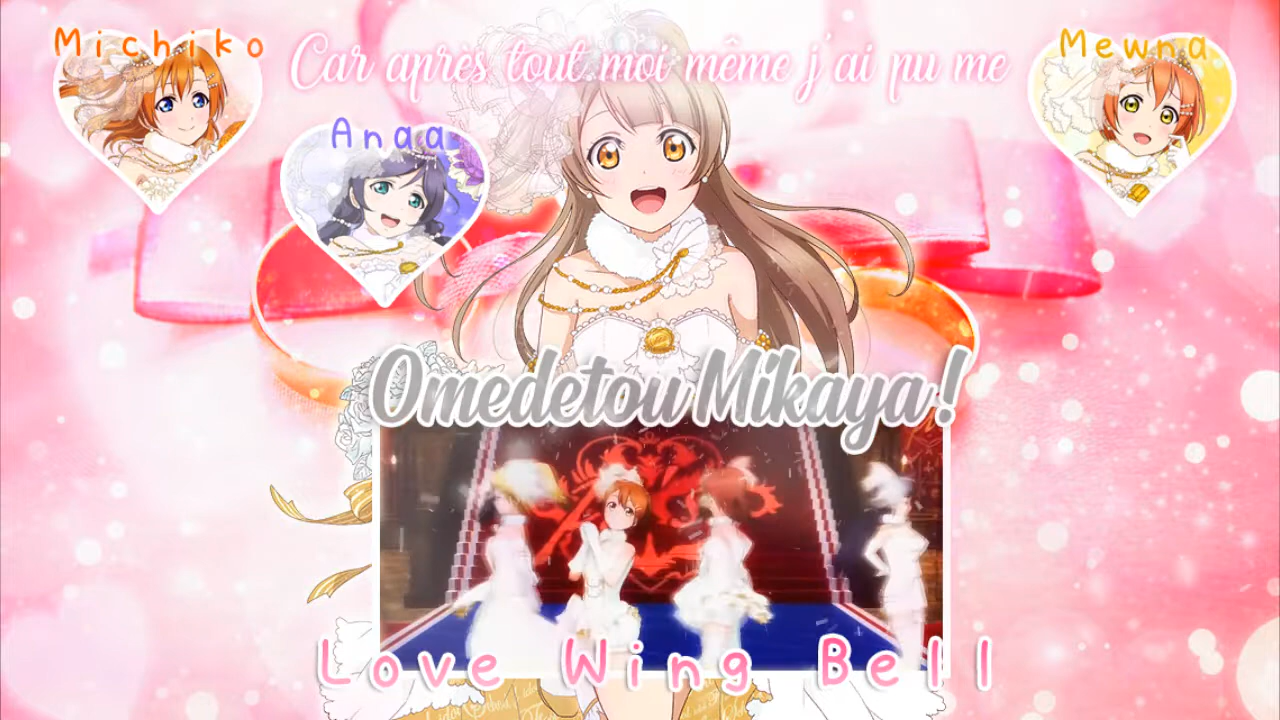 Michiko
Car après tout moi même j'ai pu me
Mewna
Anaa
Omedetou Mikaya !
Love Wing Bell